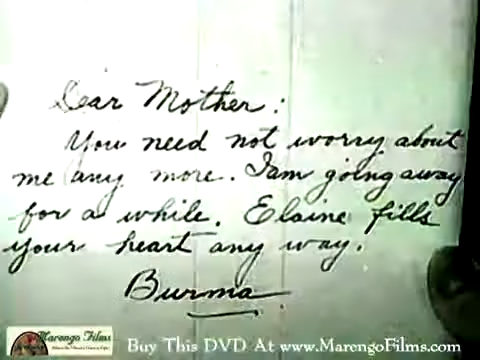 Dear Mother:
You need not worry about
me any more. I am going away
for a while. Elaine fills
your heart any way.
Burma
Marengo Films
Buy This DVD At www.MarengoFilms.com